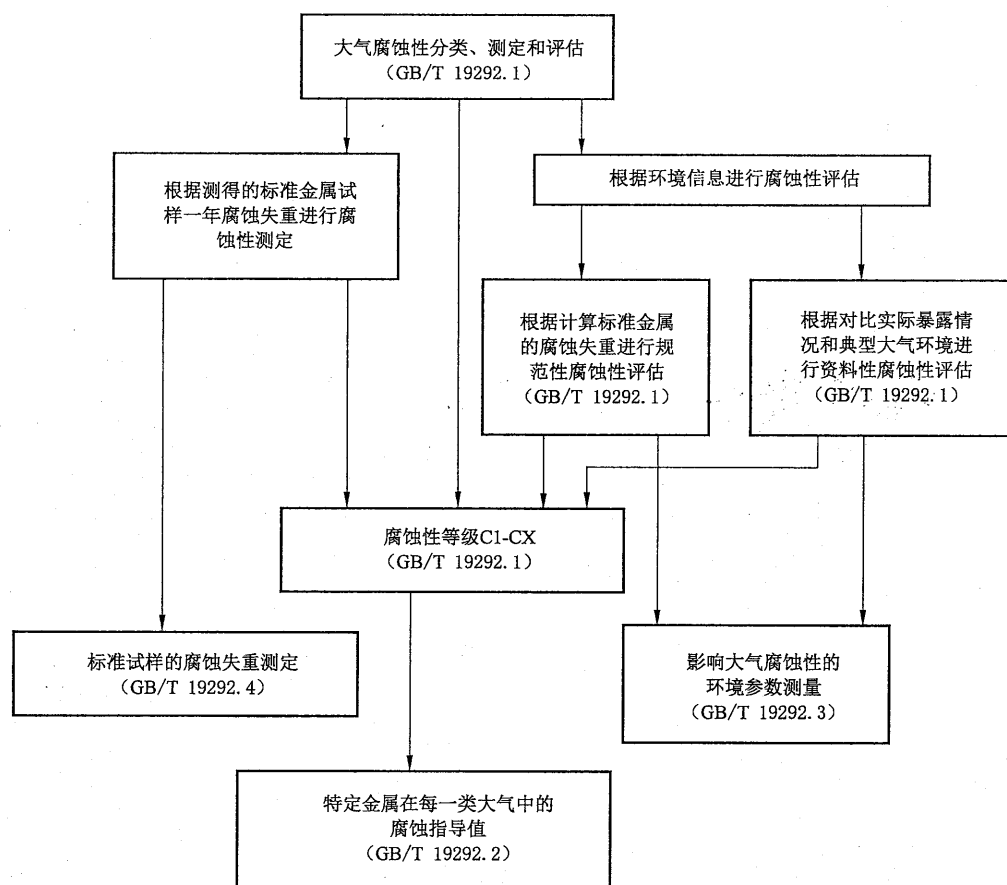 大气腐蚀性分类、测定和评估
（GB/T 19292.1）
根据测得的标准金属试
样一年腐蚀失重进行腐
蚀性测定
根据环境信息进行腐蚀性评估
根据计算标准金属
的腐蚀失重进行规
范性腐蚀性评估
（GB/T 19292.1）
根据对比实际暴露情
况和典型大气环境进
行资料性腐蚀性评估
（GB/T 19292.1）
腐蚀性等级C1-CX
（GB/T 19292.1）
标准试样的腐蚀失重测定
（GB/T 19292.4）
影响大气腐蚀性的
环境参数测量
（GB/T 19292.3）
特定金属在每一类大气中的
腐蚀指导值
（GB/T 19292.2）